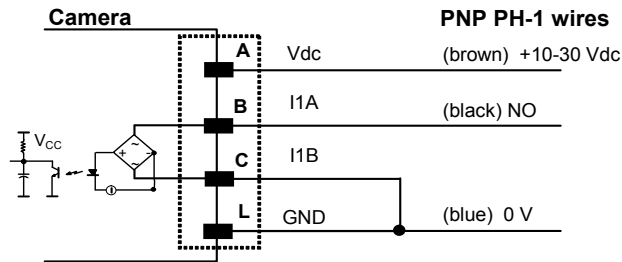 Camera PNP PH-1 wires
A Vdc (brown) +10-30 Vdc
B I1A (black) NO
VCC
+ ~ - ~
C I1B
L GND (blue) 0 V